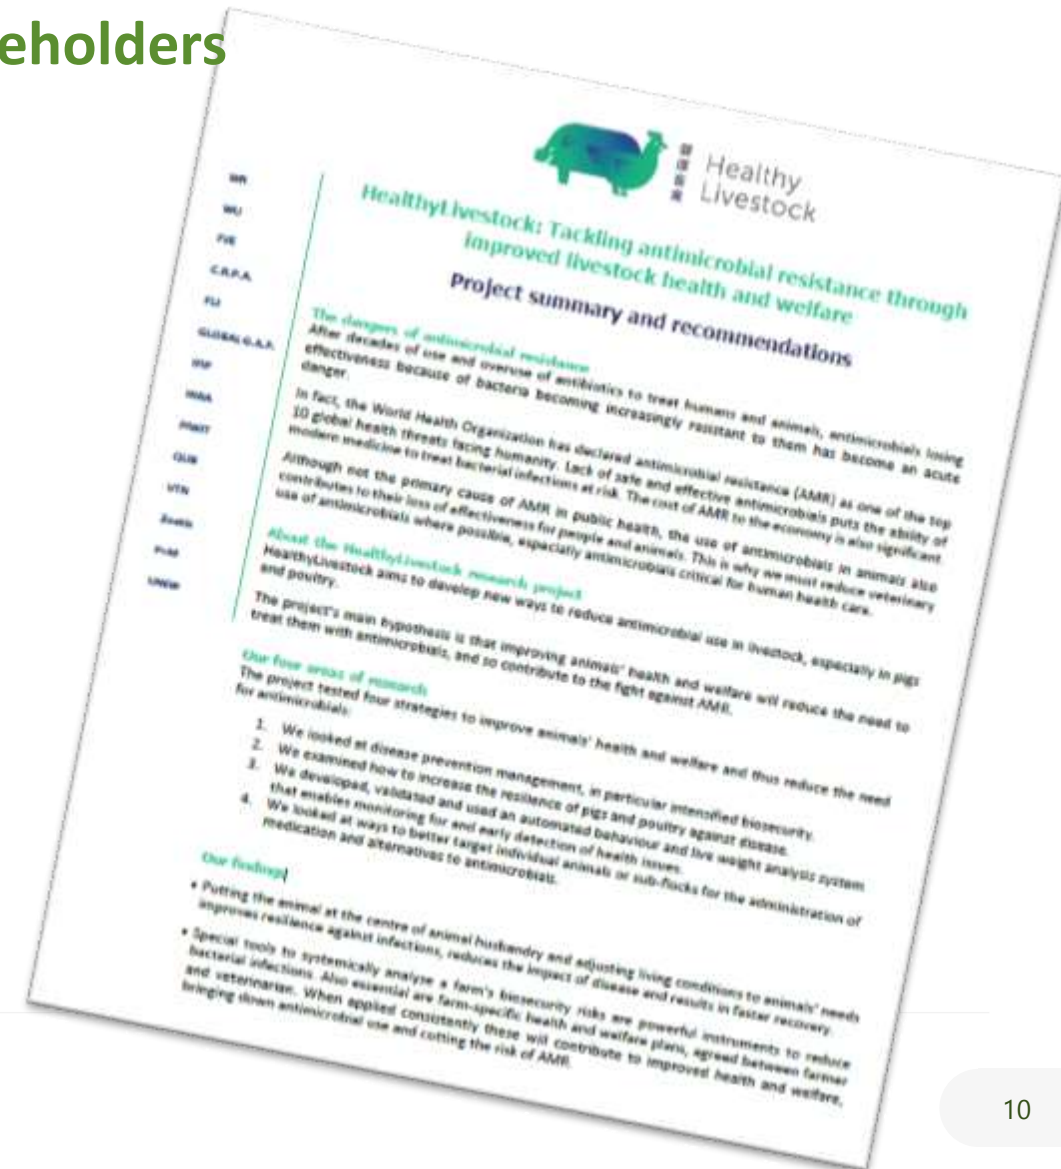 eholders
Healthy
Livestock
HealthyLivestock: Tackling antimicrobial resistance through
improved livestock health and welfare
Project summary and recommendations
WR
WU
FVE
C.R.P.A.
FLI
GLOBAL G.A.P.
QUB
VTN
Zoetis
The dangers of antimicrobial resistance
After decades of use and overuse of antibiotics to treat humans and animals, antimicrobials losing
effectiveness because of bacteria becoming increasingly resistant to them has become an acute
danger.
In fact, the World Health Organization has declared antimicrobial resistance (AMR) as one of the top
10 global health threats facing humanity. Lack of safe and effective antimicrobials puts the ability of
modern medicine to treat bacterial infections at risk. The cost of AMR to the economy is also significant.
Although not the primary cause of AMR in public health, the use of antimicrobials in animals also
contributes to their loss of effectiveness for people and animals. This is why we must reduce veterinary
use of antimicrobials where possible, especially antimicrobials critical for human health care.
About the HealthyLivestock research project
HealthyLivestock aims to develop new ways to reduce antimicrobial use in livestock, especially in pigs
and poultry.
The project's main hypothesis is that improving animals' health and welfare will reduce the need to
treat them with antimicrobials, and so contribute to the fight against AMR.
Our four areas of research
The project tested four strategies to improve animals' health and welfare and thus reduce the need
for antimicrobials:
1. We looked at disease prevention management, in particular intensified biosecurity.
2. We examined how to increase the resilience of pigs and poultry against disease.
3. We developed, validated and used an automated behaviour and live weight analysis system
that enables monitoring for and early detection of health issues.
4. We looked at ways to better target individual animals or sub-flocks for the administration of
medication and alternatives to antimicrobials.
Our findings
• Putting the animal at the centre of animal husbandry and adjusting living conditions to animals' needs
improves resilience against infections, reduces the impact of disease and results in faster recovery.
• Special tools to systemically analyse a farm's biosecurity risks are powerful instruments to reduce
bacterial infections. Also essential are farm-specific health and welfare plans, agreed between farmer
and veterinarian. When applied consistently these will contribute to improved health and welfare,
bringing down antimicrobial use and cutting the risk of AMR.
10